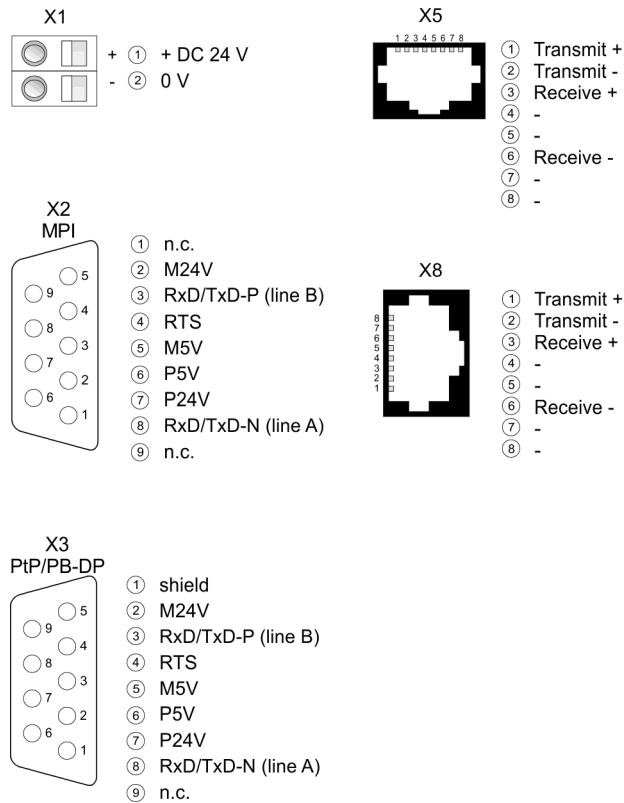 X1
+ 1 + DC 24 V
- 2 0 V
X5
1 2 3 4 5 6 7 8
1 Transmit +
2 Transmit -
3 Receive +
4 -
5 -
6 Receive -
7 -
8 -
X2
MPI
5
9
4
8
3
7
2
6
1
1 n.c.
2 M24V
3 RxD/TxD-P (line B)
4 RTS
5 M5V
6 P5V
7 P24V
8 RxD/TxD-N (line A)
9 n.c.
X8
8
7
6
5
4
3
2
1
1 Transmit +
2 Transmit -
3 Receive +
4 -
5 -
6 Receive -
7 -
8 -
X3
PtP/PB-DP
5
9
4
8
3
7
2
6
1
1 shield
2 M24V
3 RxD/TxD-P (line B)
4 RTS
5 M5V
6 P5V
7 P24V
8 RxD/TxD-N (line A)
9 n.c.